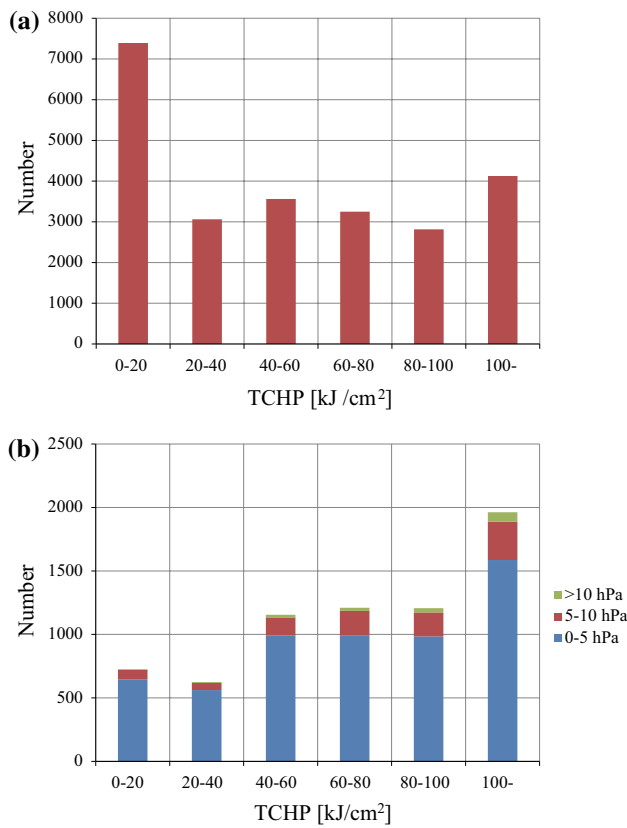 (a)
8000
7000
6000
5000
4000
3000
2000
1000
0
Number
0-20 20-40 40-60 60-80 80-100 100-
TCHP [kJ /cm²]
(b)
2500
2000
1500
1000
500
0
Number
>10 hPa
5-10 hPa
0-5 hPa
0-20 20-40 40-60 60-80 80-100 100-
TCHP [kJ/cm²]